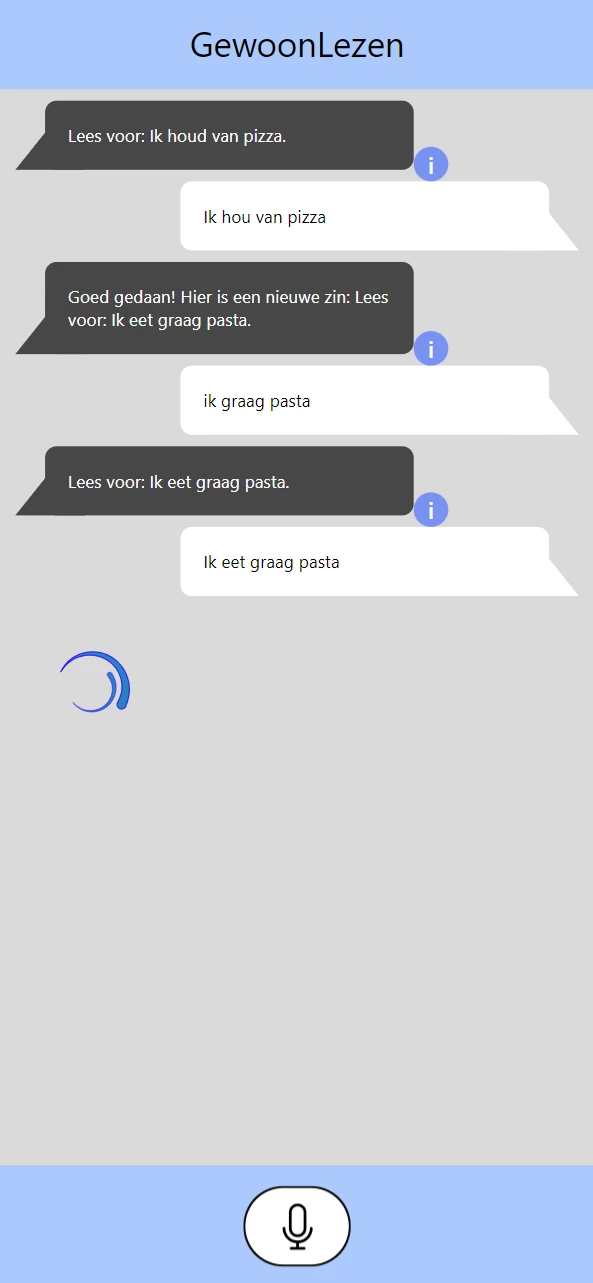 GewoonLezen
Lees voor: Ik houd van pizza.
i
Ik hou van pizza
Goed gedaan! Hier is een nieuwe zin: Lees
voor: Ik eet graag pasta.
i
ik graag pasta
Lees voor: Ik eet graag pasta.
i
Ik eet graag pasta